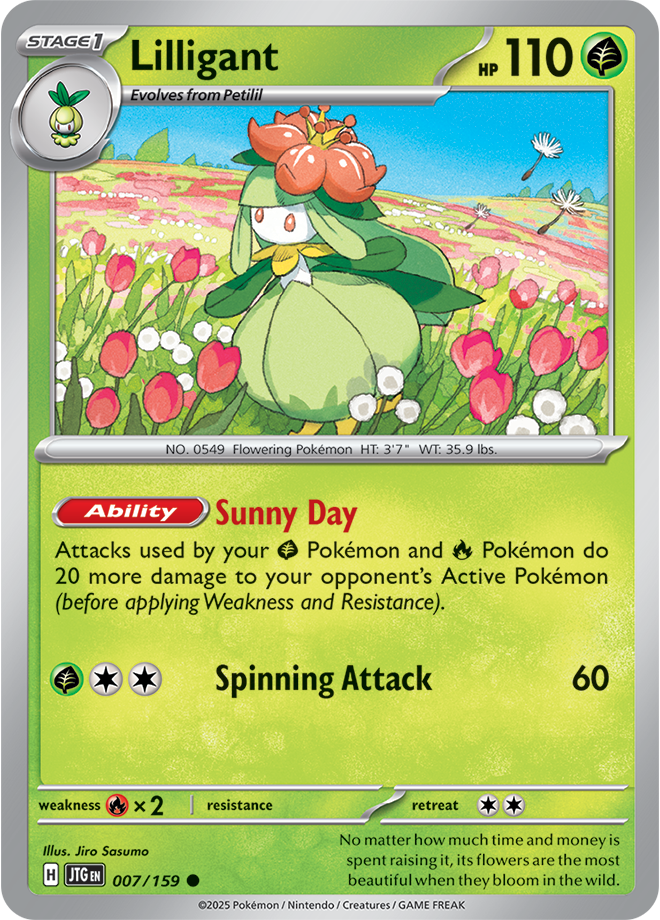 STAGE 1
Lilligant
HP 110
Evolves from Petilil
NO. 0549 Flowering Pokémon HT: 3'7" WT: 35.9 lbs.
Ability Sunny Day
Attacks used by your Pokémon and Pokémon do
20 more damage to your opponent's Active Pokémon
(before applying Weakness and Resistance).
Spinning Attack 60
weakness ×2 resistance retreat
Illus. Jiro Sasumo
No matter how much time and money is
spent raising it, its flowers are the most
beautiful when they bloom in the wild.
H JTG EN 007/159
©2025 Pokémon / Nintendo / Creatures / GAME FREAK